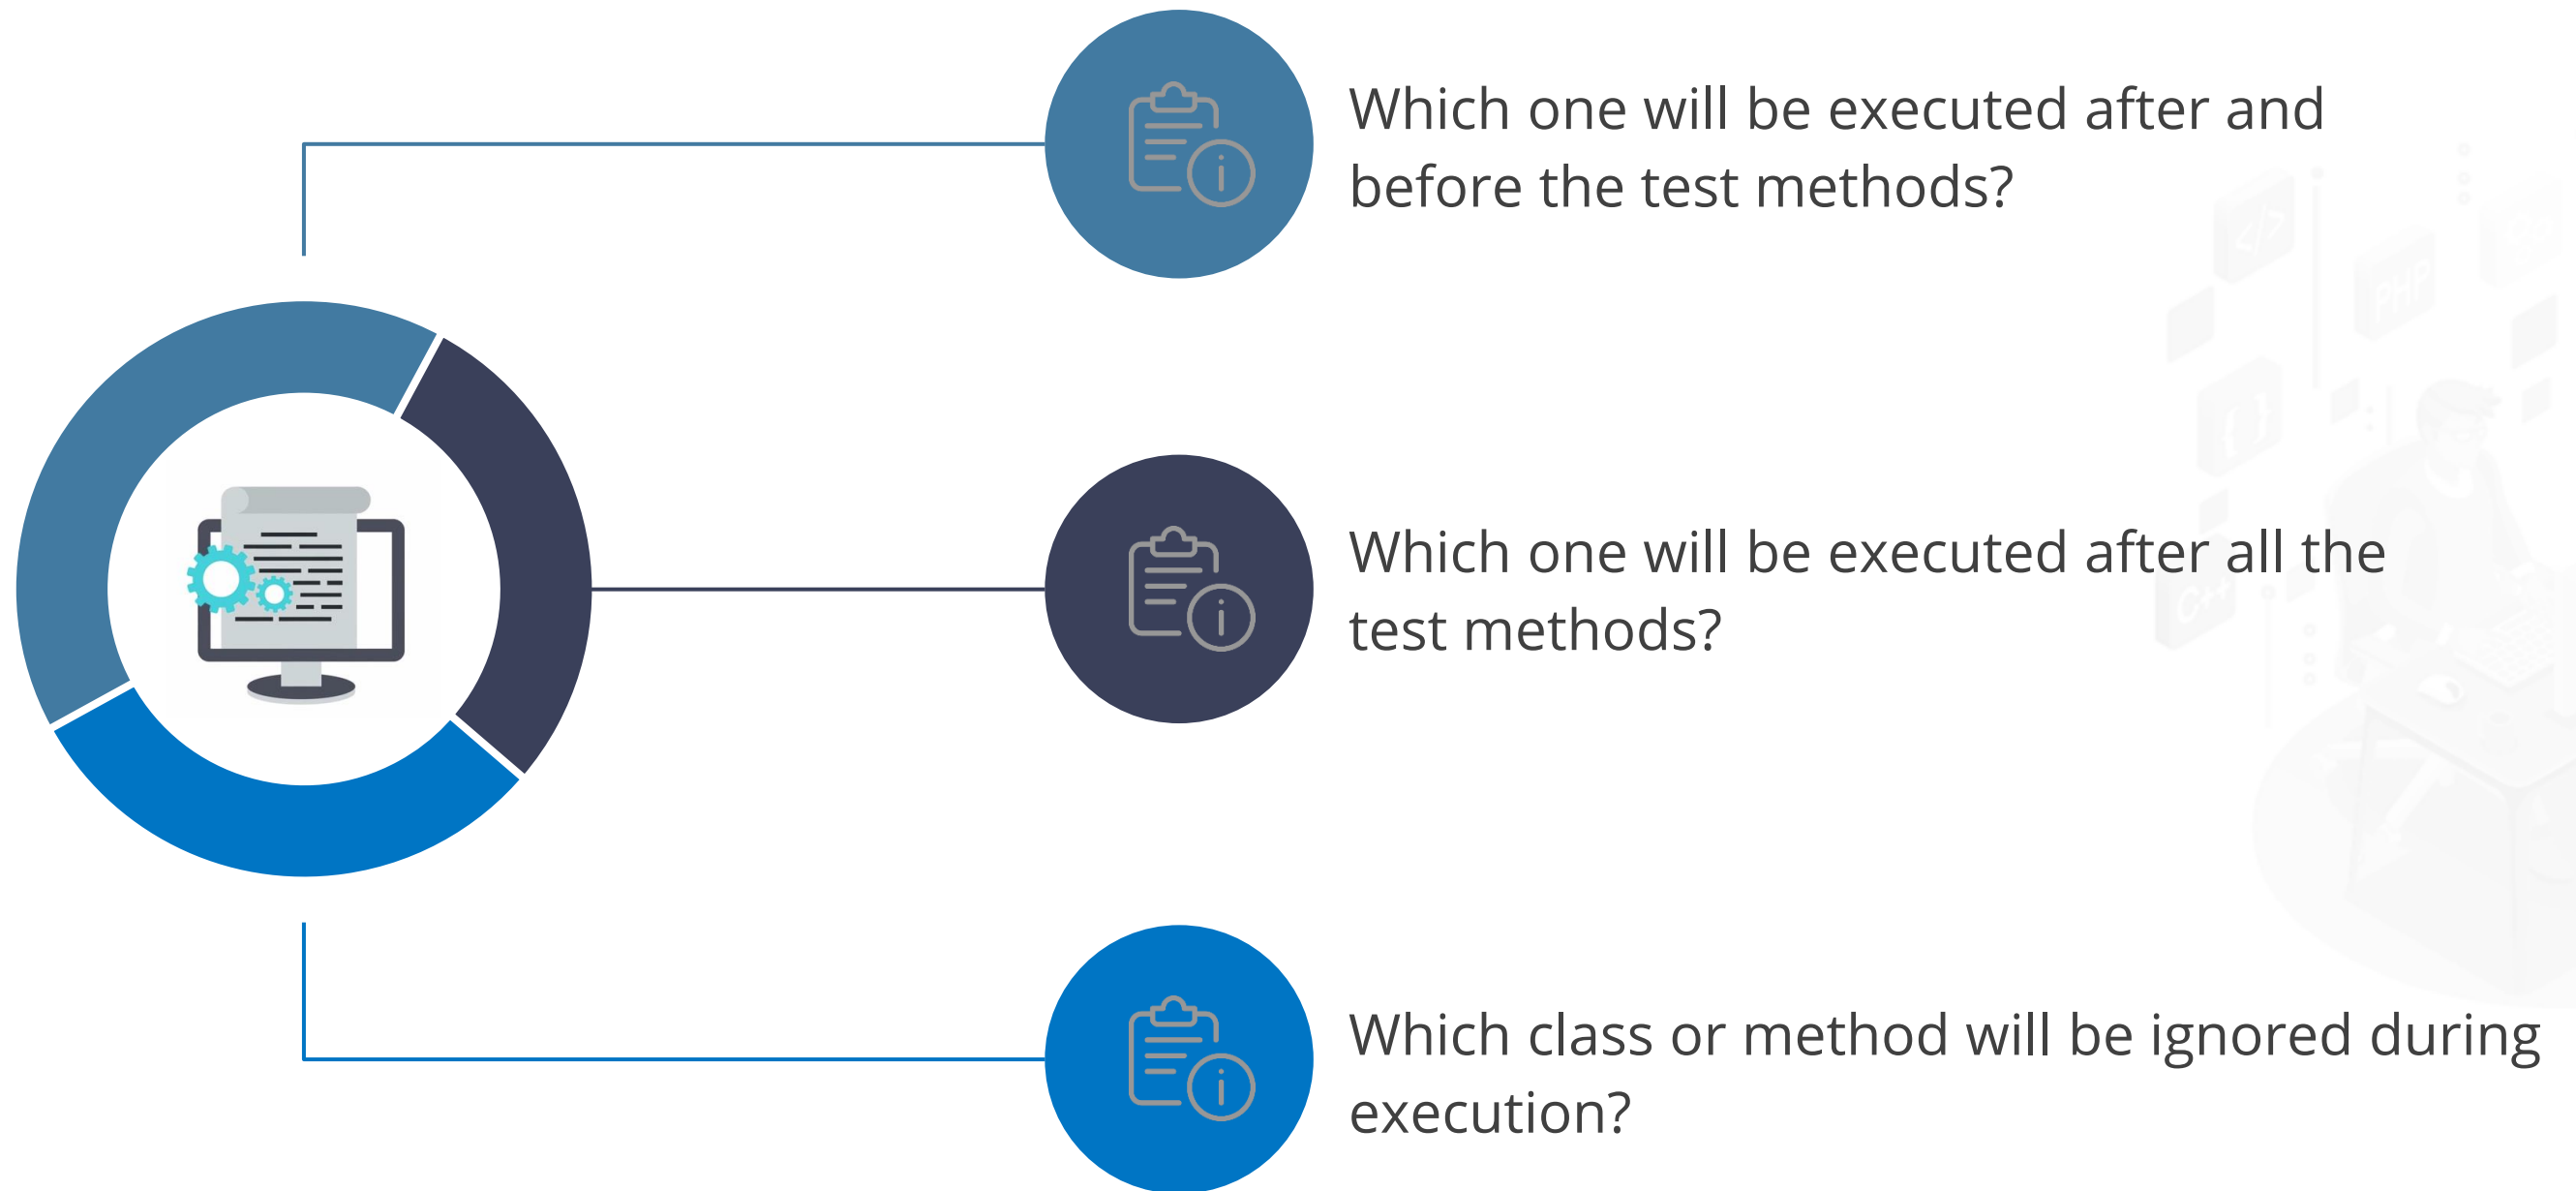 Which one will be executed after and
before the test methods?
</>
PHP
{ }
Which one will be executed after all the
test methods?
C++
Which class or method will be ignored during
execution?